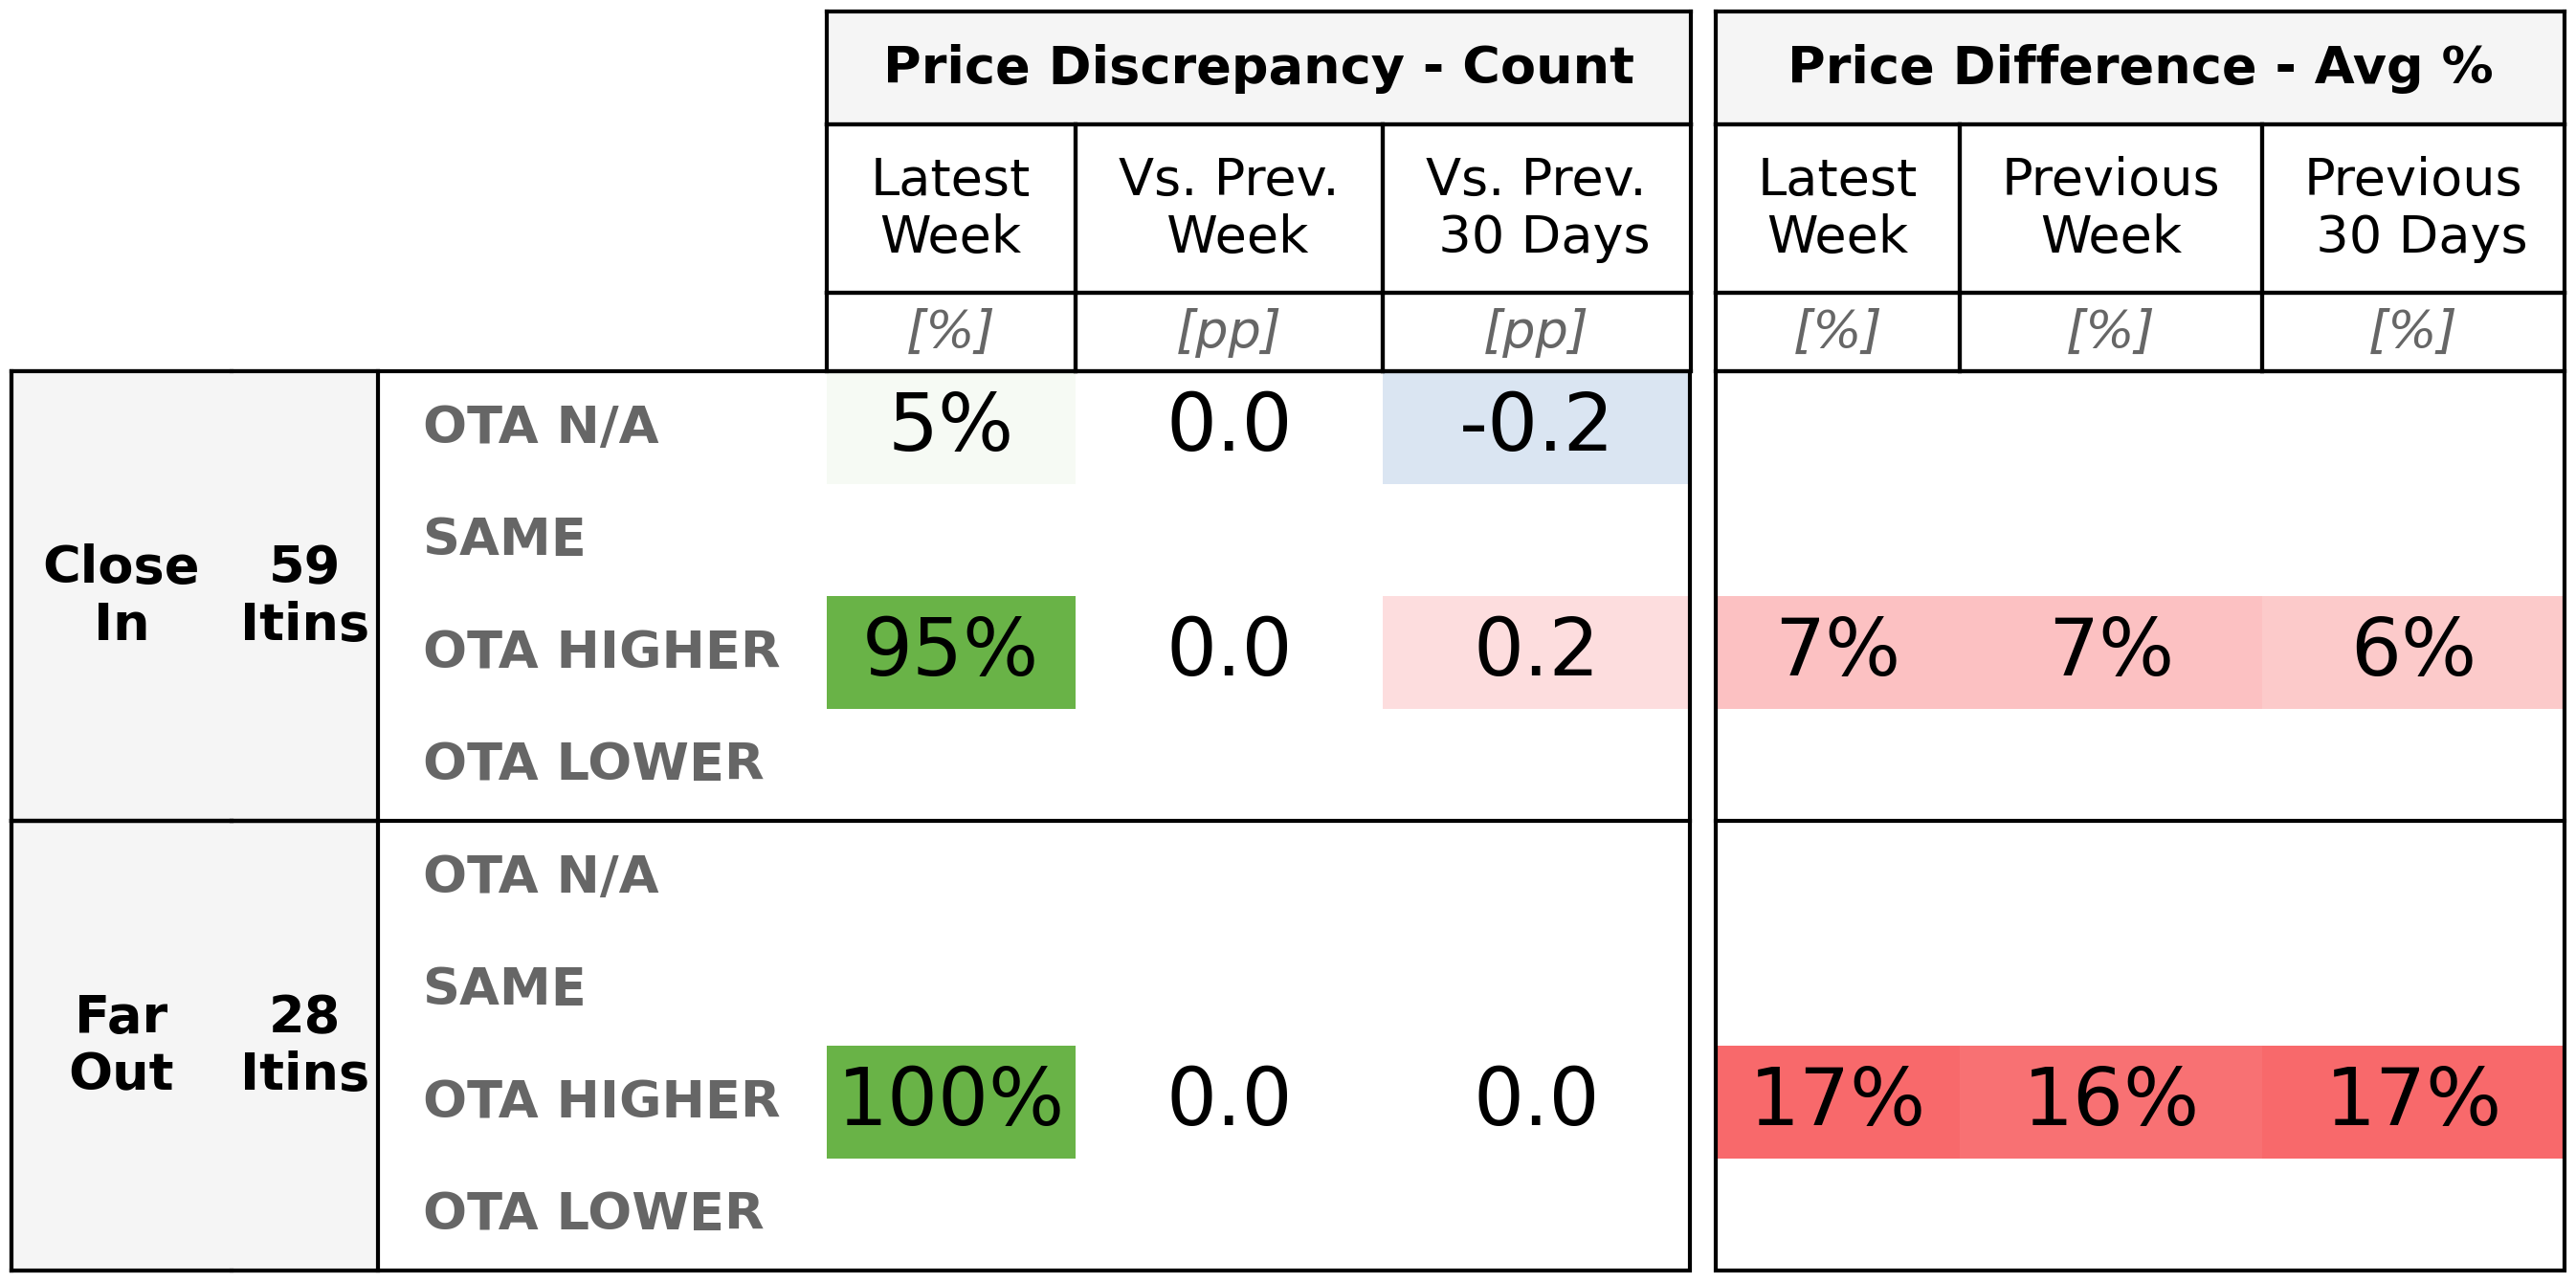 Price Discrepancy - Count Price Difference - Avg %
Latest Week Vs. Prev. Week Vs. Prev. 30 Days Latest Week Previous Week Previous 30 Days
[%] [pp] [pp] [%] [%] [%]
Close In 59 Itins
OTA N/A 5% 0.0 -0.2
SAME
OTA HIGHER 95% 0.0 0.2 7% 7% 6%
OTA LOWER
Far Out 28 Itins
OTA N/A
SAME
OTA HIGHER 100% 0.0 0.0 17% 16% 17%
OTA LOWER